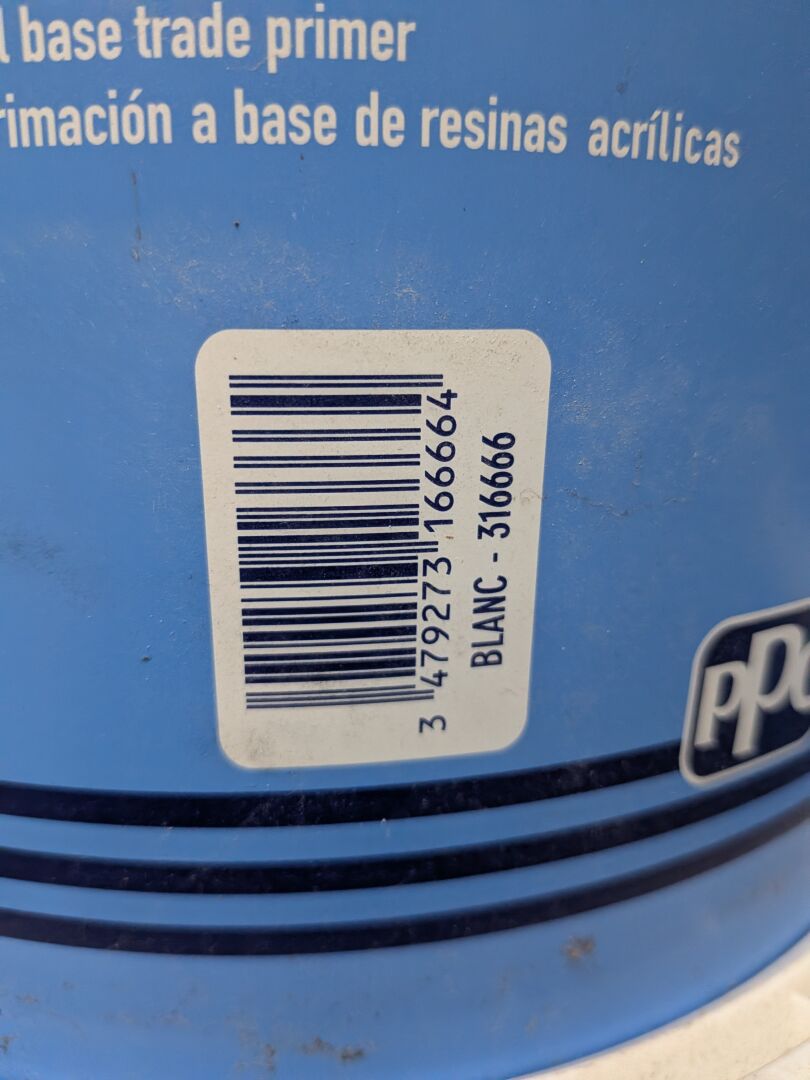 l base trade primer
rimación a base de resinas acrílicas
3 479273 166664
BLANC - 316666
PPG